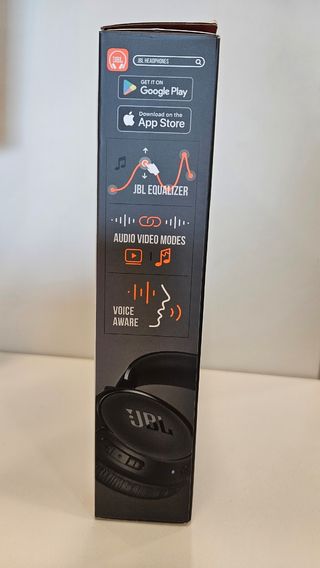 JBL
JBL HEADPHONES
GET IT ON
Google Play
Download on the
App Store
JBL EQUALIZER
AUDIO VIDEO MODES
VOICE
AWARE
JBL